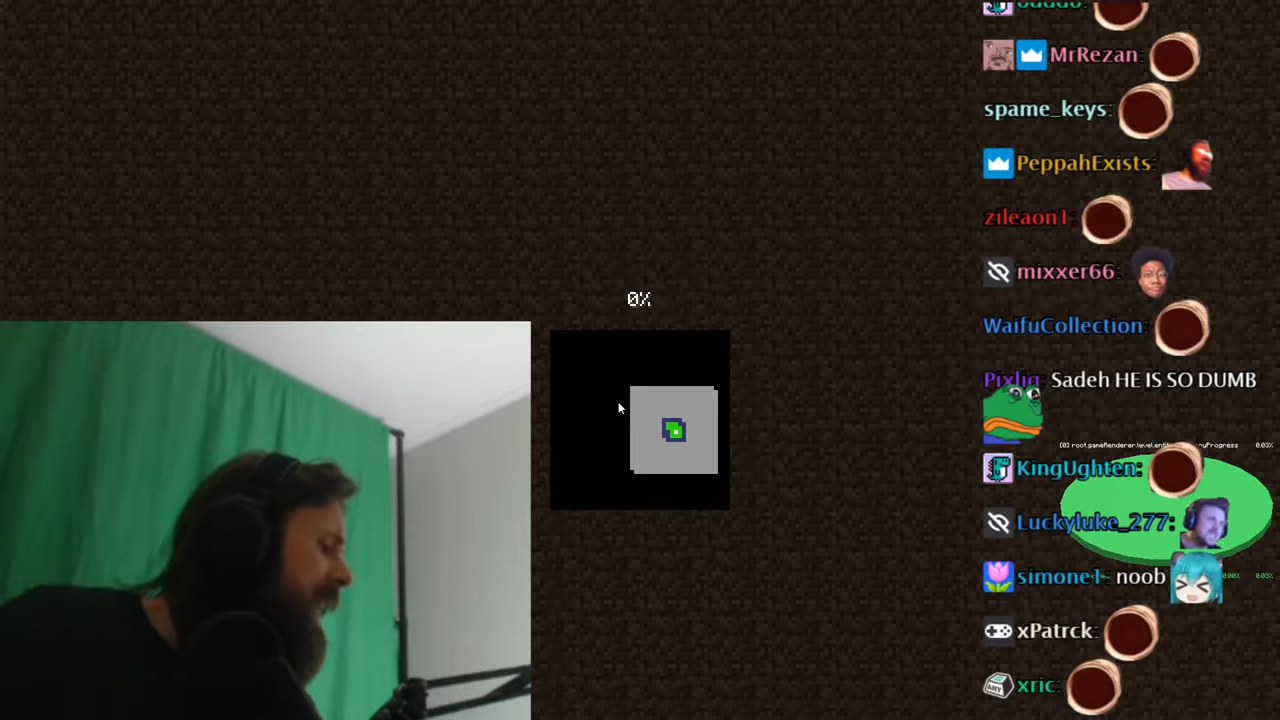 MrRezan:
spame_keys:
PeppahExists:
zileaon1:
mixxer66:
WaifuCollection:
0%
Pixlig: Sadeh HE IS SO DUMB
KingUghten:
Luckyluke_277:
simone1: noob
xPatrck:
ANY xric: